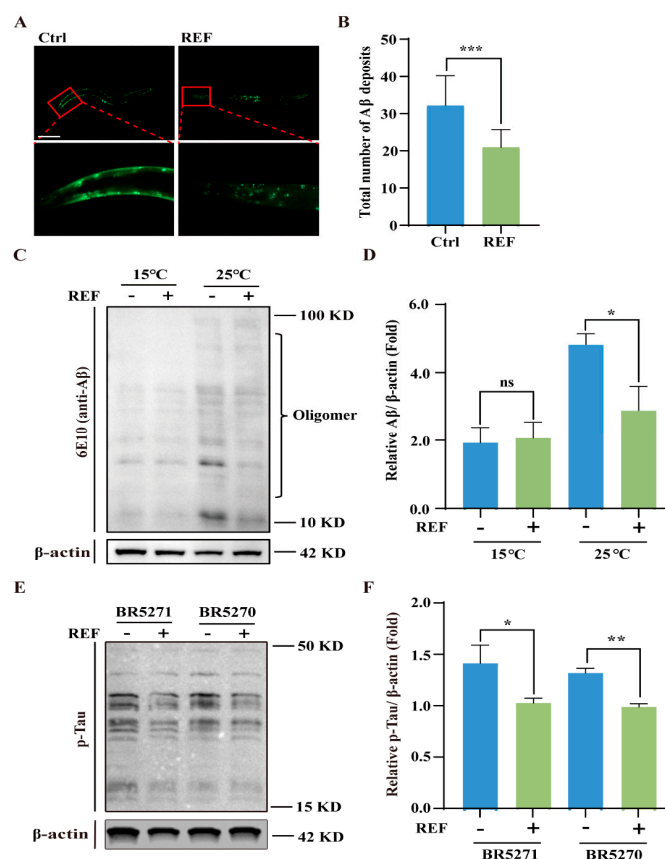 A
Ctrl
REF
B
Total number of Aβ deposits
50
40
30
20
10
0
***
Ctrl
REF
C
15°C
25°C
REF
-
+
-
+
6E10 (anti-Aβ)
100 KD
Oligomer
10 KD
β-actin
42 KD
D
Relative Aβ/ β-actin (Fold)
6.0
4.0
2.0
0.0
ns
*
REF
-
+
-
+
15°C
25°C
E
BR5271
BR5270
REF
-
+
-
+
p-Tau
50 KD
15 KD
β-actin
42 KD
F
Relative p-Tau/ β-actin (Fold)
2.0
1.5
1.0
0.5
0.0
*
**
REF
-
+
-
+
BR5271
BR5270